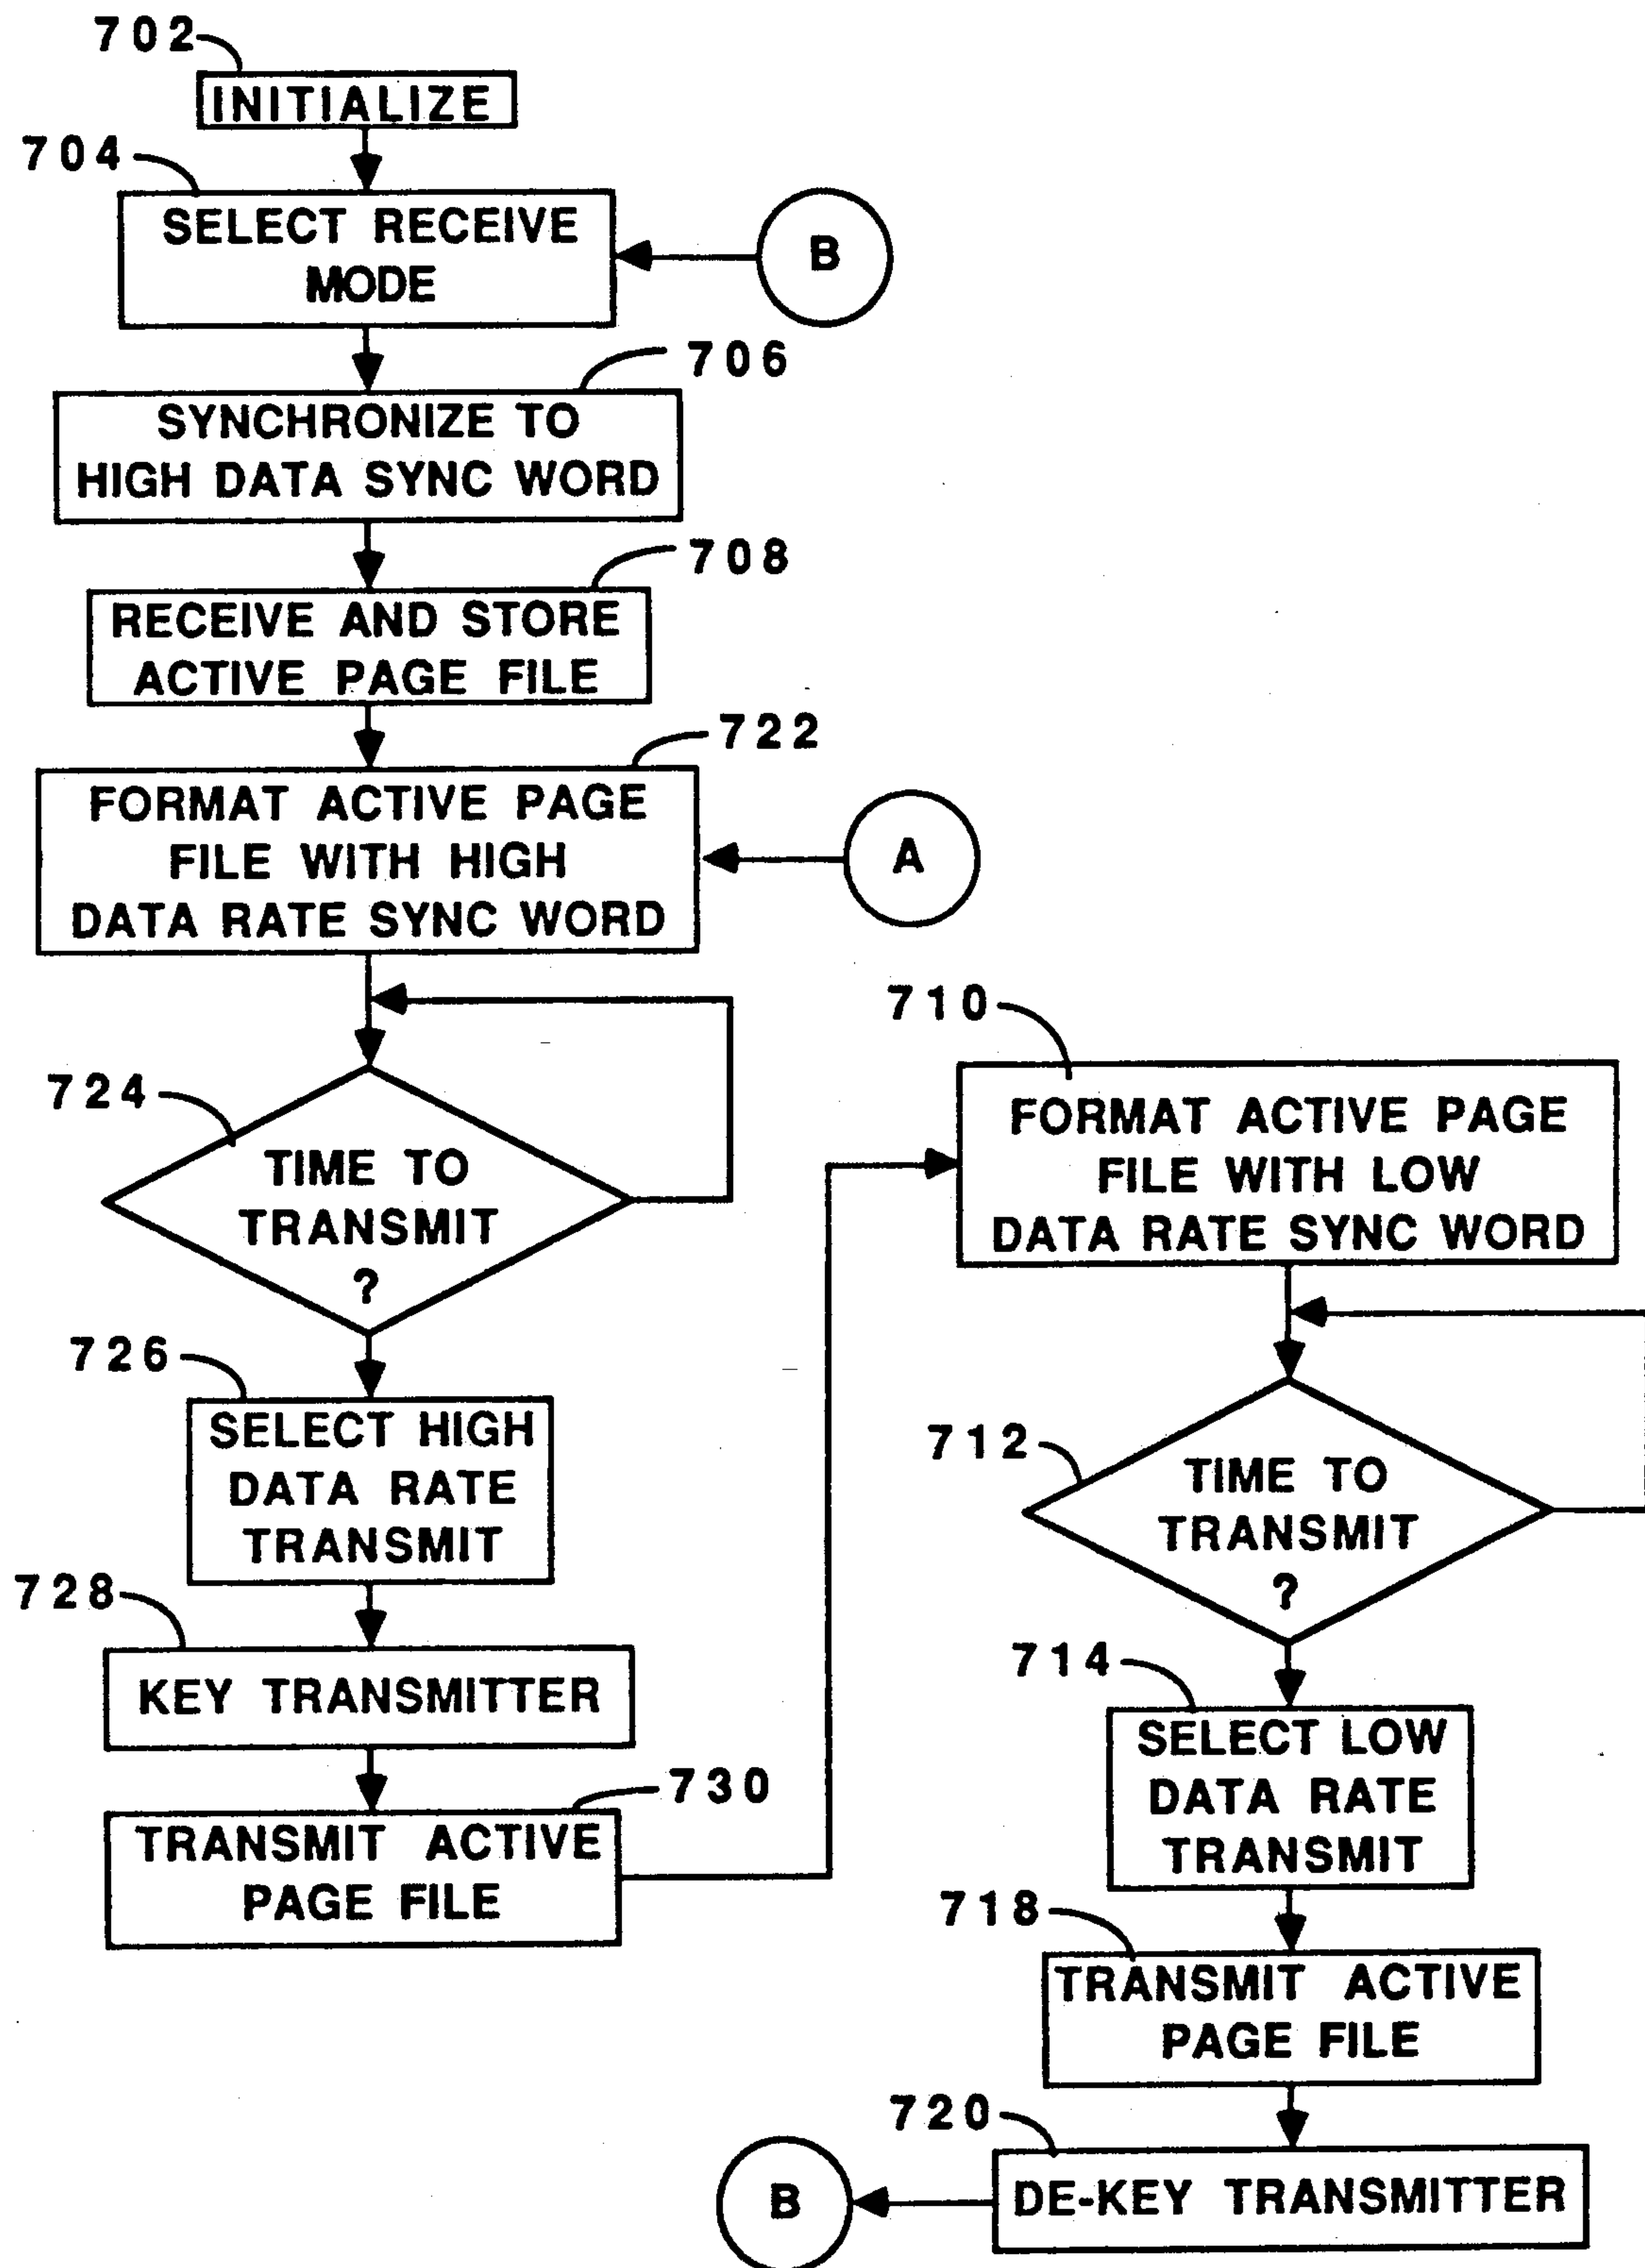 702
INITIALIZE
704
SELECT RECEIVE
MODE
B
706
SYNCHRONIZE TO
HIGH DATA SYNC WORD
708
RECEIVE AND STORE
ACTIVE PAGE FILE
722
FORMAT ACTIVE PAGE
FILE WITH HIGH
DATA RATE SYNC WORD
A
724
TIME TO
TRANSMIT
?
726
SELECT HIGH
DATA RATE
TRANSMIT
728
KEY TRANSMITTER
730
TRANSMIT ACTIVE
PAGE FILE
710
FORMAT ACTIVE PAGE
FILE WITH LOW
DATA RATE SYNC WORD
712
TIME TO
TRANSMIT
?
714
SELECT LOW
DATA RATE
TRANSMIT
718
TRANSMIT ACTIVE
PAGE FILE
720
DE-KEY TRANSMITTER
B